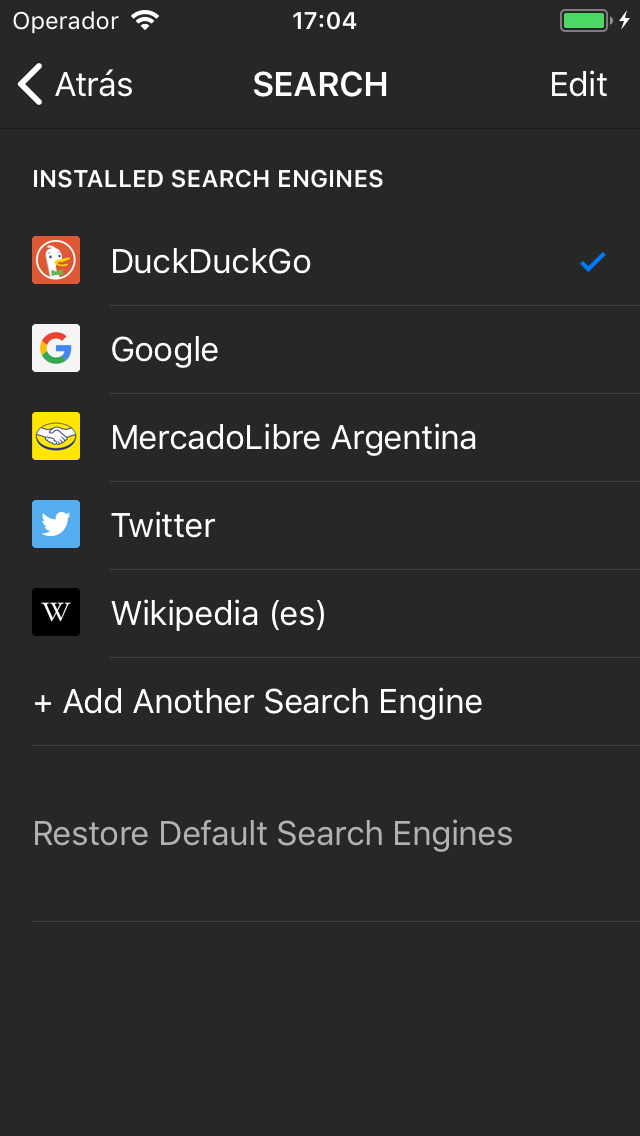 Operador 17:04
Atrás SEARCH Edit
INSTALLED SEARCH ENGINES
DuckDuckGo
Google
MercadoLibre Argentina
Twitter
W Wikipedia (es)
+ Add Another Search Engine
Restore Default Search Engines